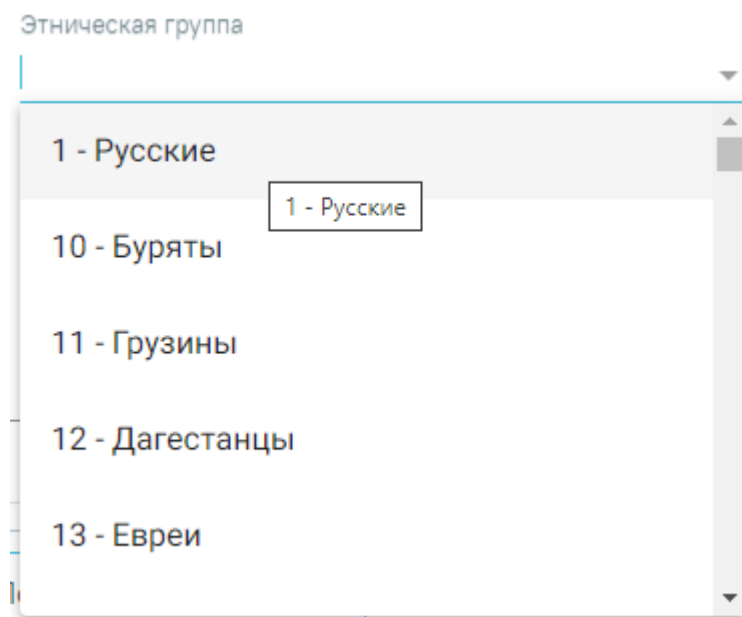 Этническая группа
1 - Русские
1 - Русские
10 - Буряты
11 - Грузины
12 - Дагестанцы
13 - Евреи